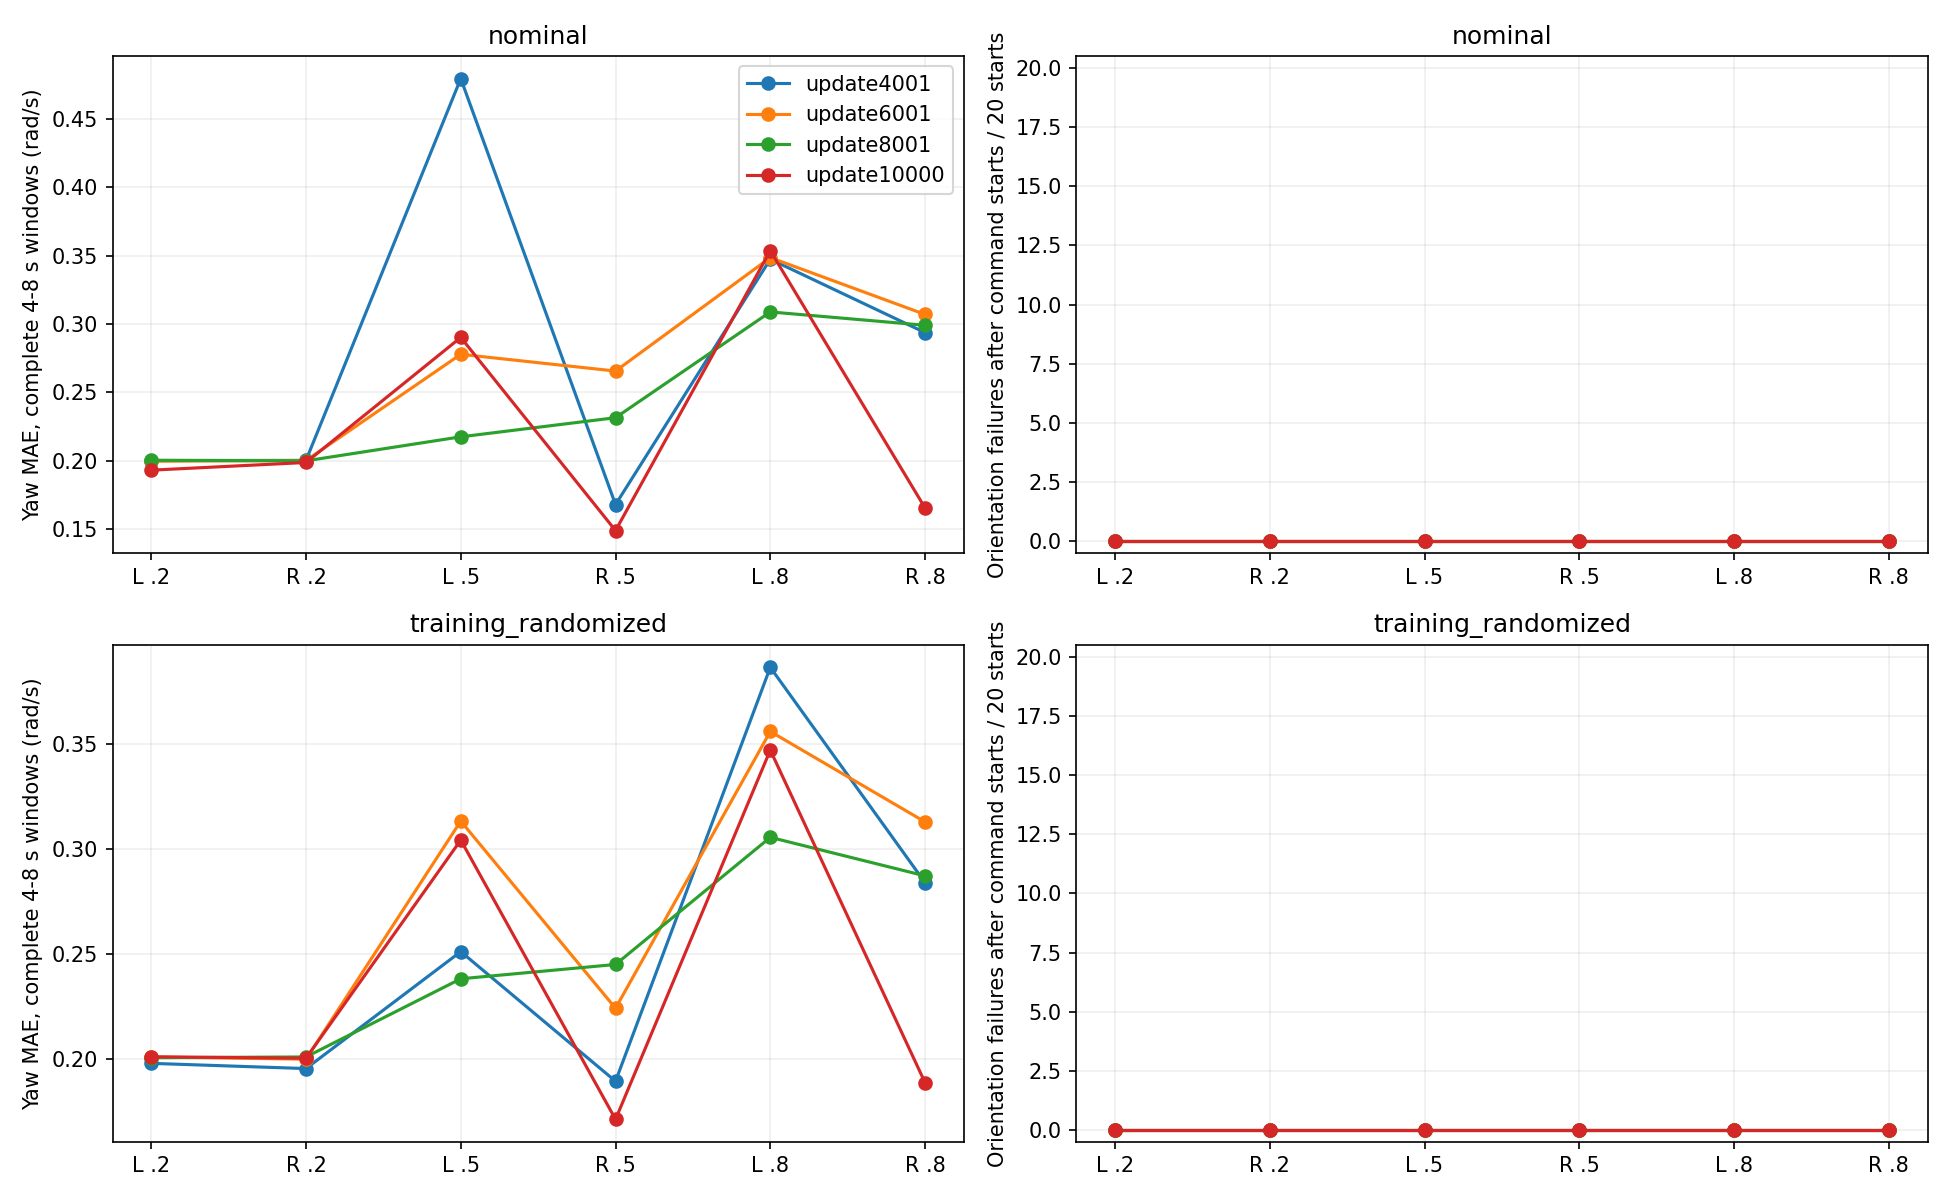 nominal
Yaw MAE, complete 4-8 s windows (rad/s)
0.45
0.40
0.35
0.30
0.25
0.20
0.15
update4001
update6001
update8001
update10000
L .2 R .2 L .5 R .5 L .8 R .8
nominal
Orientation failures after command starts / 20 starts
20.0
17.5
15.0
12.5
10.0
7.5
5.0
2.5
0.0
L .2 R .2 L .5 R .5 L .8 R .8
training_randomized
Yaw MAE, complete 4-8 s windows (rad/s)
0.35
0.30
0.25
0.20
L .2 R .2 L .5 R .5 L .8 R .8
training_randomized
Orientation failures after command starts / 20 starts
20.0
17.5
15.0
12.5
10.0
7.5
5.0
2.5
0.0
L .2 R .2 L .5 R .5 L .8 R .8